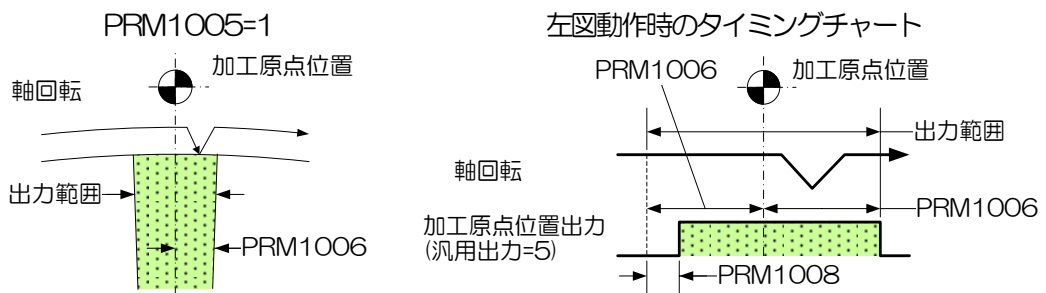 PRM1005=1
加工原点位置
軸回転
出力範囲
PRM1006
左図動作時のタイミングチャート
PRM1006
加工原点位置
出力範囲
軸回転
PRM1006
加工原点位置出力
(汎用出力=5)
PRM1008